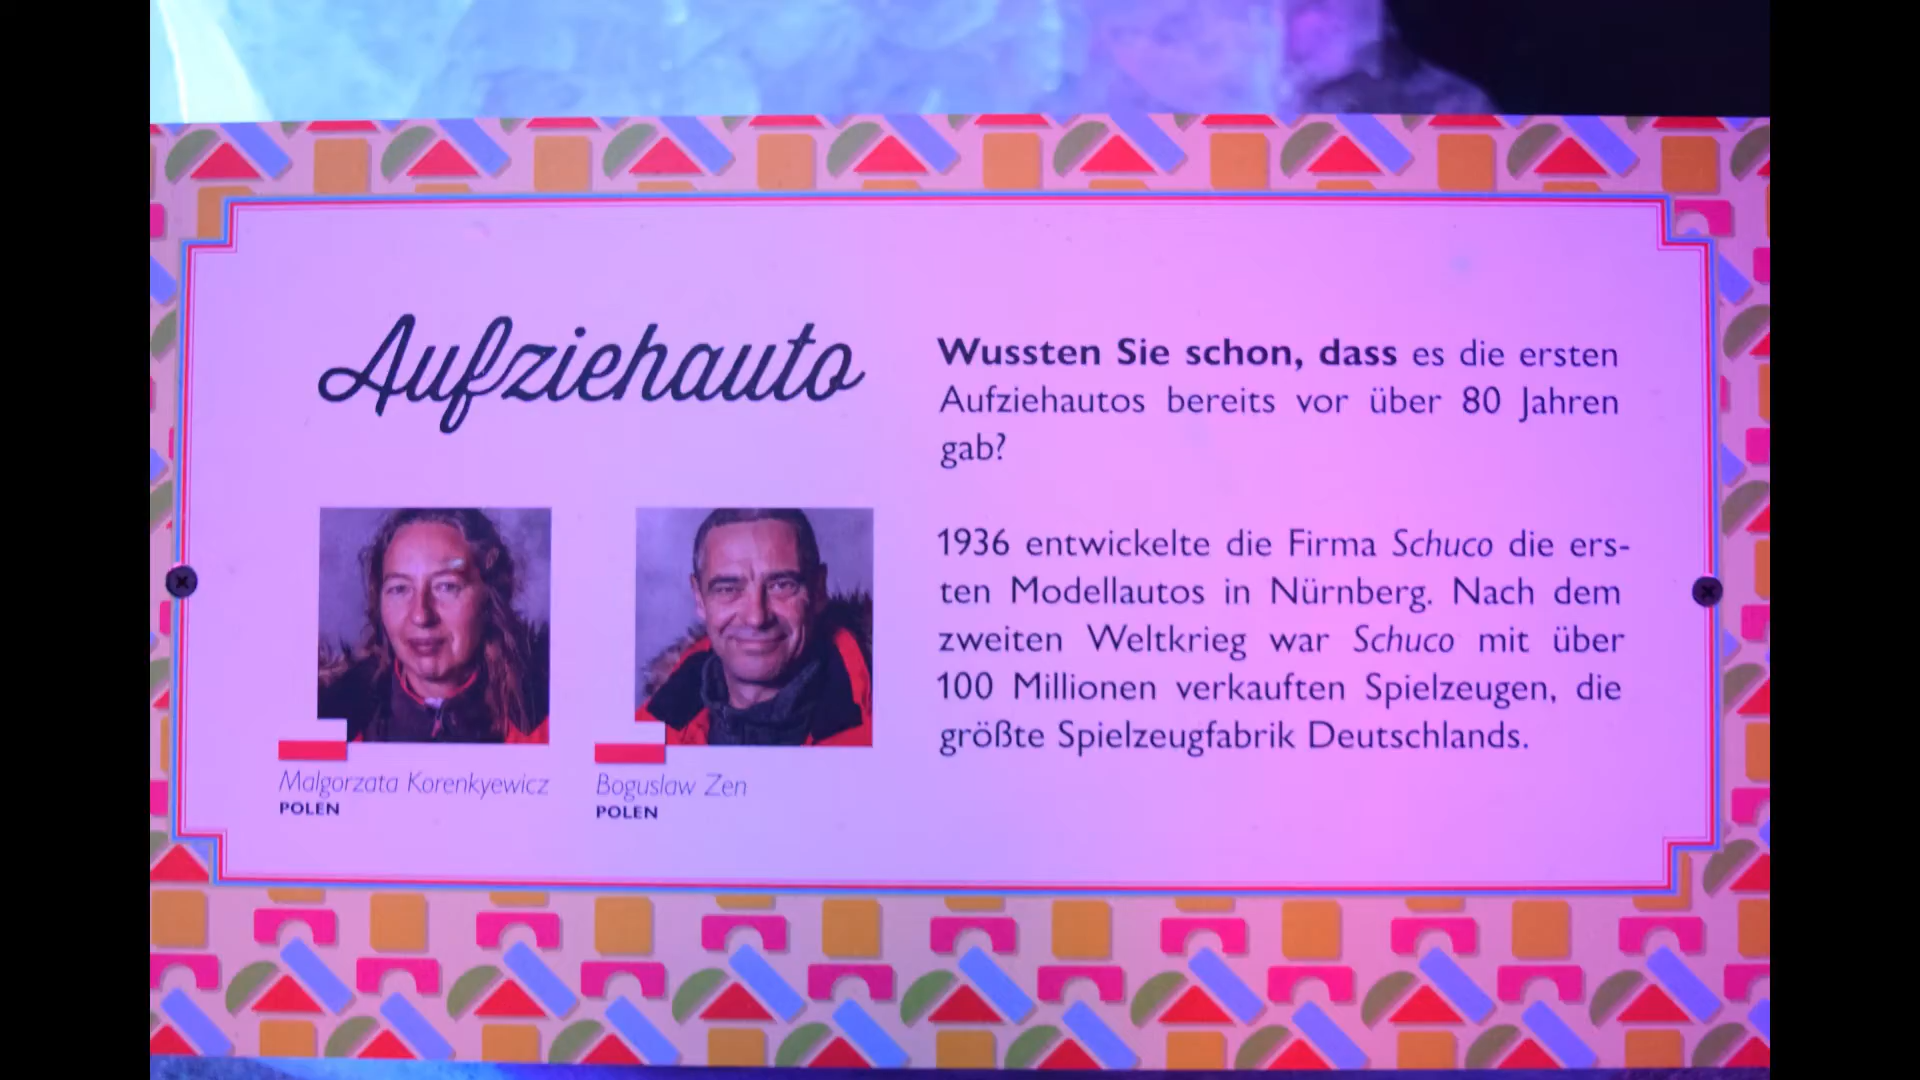 Aufziehauto
Malgorzata Korenkyewicz
POLEN
Boguslaw Zen
POLEN
Wussten Sie schon, dass es die ersten
Aufziehautos bereits vor über 80 Jahren
gab?
1936 entwickelte die Firma Schuco die ers-
ten Modellautos in Nürnberg. Nach dem
zweiten Weltkrieg war Schuco mit über
100 Millionen verkauften Spielzeugen, die
größte Spielzeugfabrik Deutschlands.